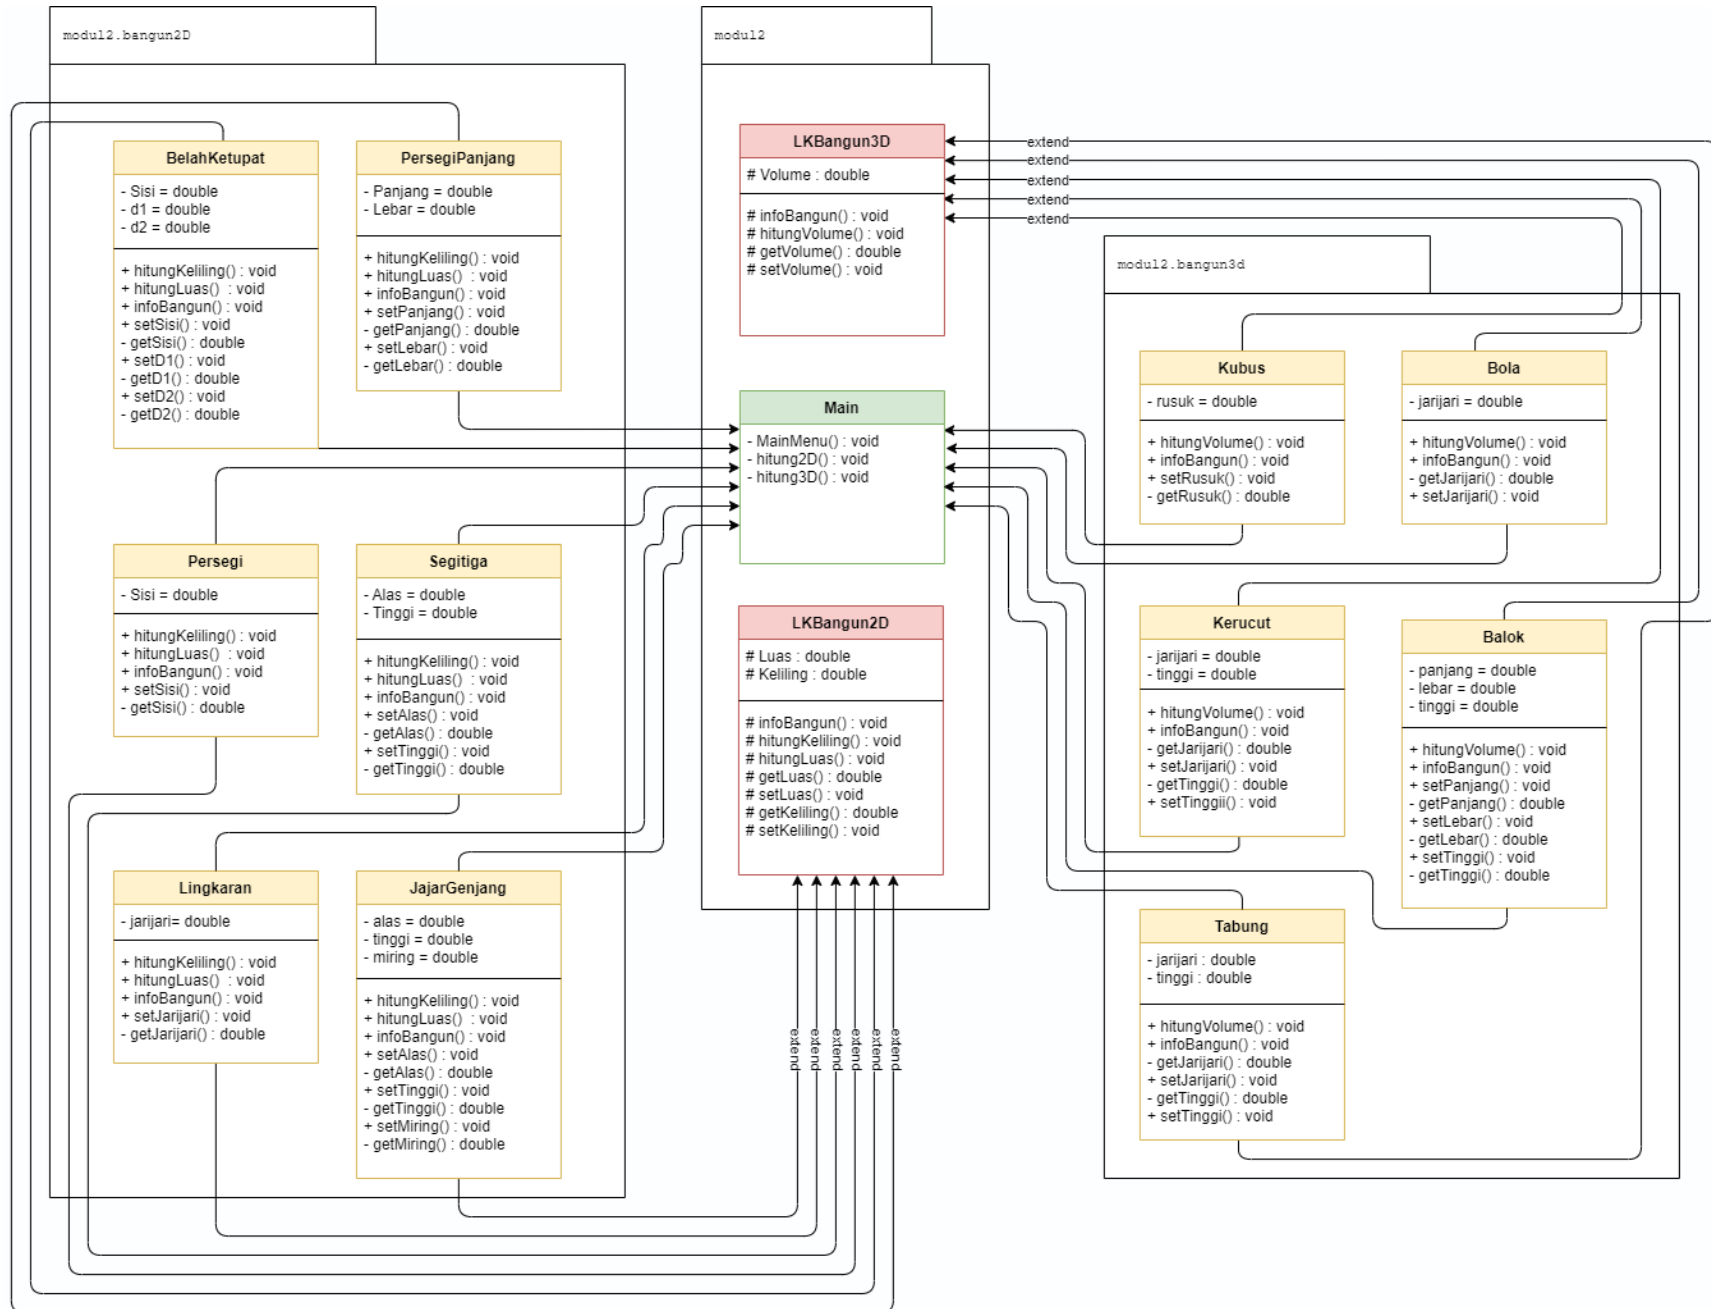 modul2.bangun2D
BelahKetupat
- Sisi = double
- d1 = double
- d2 = double
+ hitungKeliling() : void
+ hitungLuas()  : void
+ infoBangun() : void
+ setSisi() : void
- getSisi() : double
+ setD1() : void
- getD1() : double
+ setD2() : void
- getD2() : double
PersegiPanjang
- Panjang = double
- Lebar = double
+ hitungKeliling() : void
+ hitungLuas()  : void
+ infoBangun() : void
+ setPanjang() : void
- getPanjang() : double
+ setLebar() : void
- getLebar() : double
Persegi
- Sisi = double
+ hitungKeliling() : void
+ hitungLuas()  : void
+ infoBangun() : void
+ setSisi() : void
- getSisi() : double
Segitiga
- Alas = double
- Tinggi = double
+ hitungKeliling() : void
+ hitungLuas()  : void
+ infoBangun() : void
+ setAlas() : void
- getAlas() : double
+ setTinggi() : void
- getTinggi() : double
Lingkaran
- jarijari= double
+ hitungKeliling() : void
+ hitungLuas()  : void
+ infoBangun() : void
+ setJarijari() : void
- getJarijari() : double
JajarGenjang
- alas = double
- tinggi = double
- miring = double
+ hitungKeliling() : void
+ hitungLuas()  : void
+ infoBangun() : void
+ setAlas() : void
- getAlas() : double
+ setTinggi() : void
- getTinggi() : double
+ setMiring() : void
- getMiring() : double
modul2
LKBangun3D
# Volume : double
# infoBangun() : void
# hitungVolume() : void
# getVolume() : double
# setVolume() : void
Main
- MainMenu() : void
- hitung2D() : void
- hitung3D() : void
LKBangun2D
# Luas : double
# Keliling : double
# infoBangun() : void
# hitungKeliling() : void
# hitungLuas() : void
# getLuas() : double
# setLuas() : void
# getKeliling() : double
# setKeliling() : void
extend
extend
extend
extend
extend
extend
extend
extend
extend
extend
extend
modul2.bangun3d
Kubus
- rusuk = double
+ hitungVolume() : void
+ infoBangun() : void
+ setRusuk() : void
- getRusuk() : double
Bola
- jarijari = double
+ hitungVolume() : void
+ infoBangun() : void
- getJarijari() : double
+ setJarijari() : void
Kerucut
- jarijari = double
- tinggi = double
+ hitungVolume() : void
+ infoBangun() : void
- getJarijari() : double
+ setJarijari() : void
- getTinggi() : double
+ setTinggii() : void
Balok
- panjang = double
- lebar = double
- tinggi = double
+ hitungVolume() : void
+ infoBangun() : void
+ setPanjang() : void
- getPanjang() : double
+ setLebar() : void
- getLebar() : double
+ setTinggi() : void
- getTinggi() : double
Tabung
- jarijari : double
- tinggi : double
+ hitungVolume() : void
+ infoBangun() : void
- getJarijari() : double
+ setJarijari() : void
- getTinggi() : double
+ setTinggi() : void